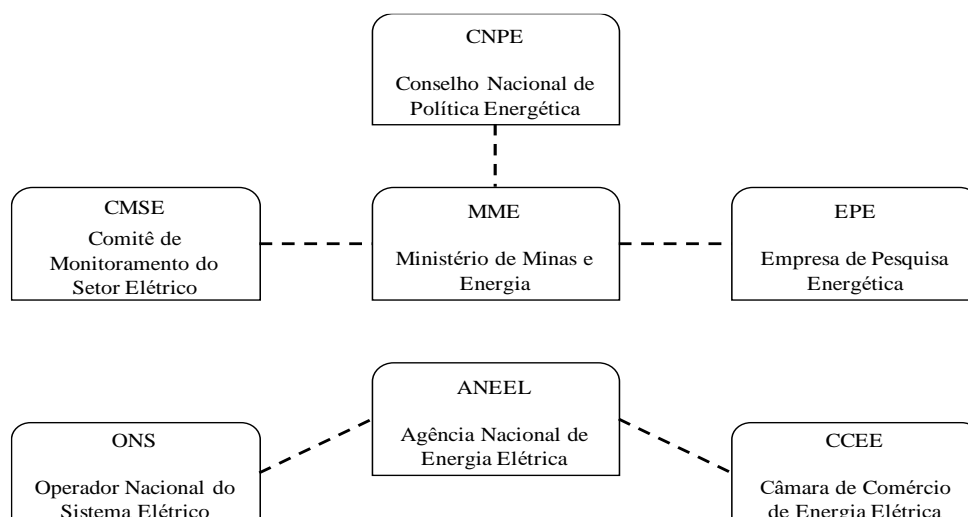 CNPE
Conselho Nacional de
Política Energética
CMSE
Comitê de
Monitoramento do
Setor Elétrico
MME
Ministério de Minas e
Energia
EPE
Empresa de Pesquisa
Energética
ANEEL
Agência Nacional de
Energia Elétrica
ONS
Operador Nacional do
Sistema Elétrico
CCEE
Câmara de Comércio
de Energia Elétrica